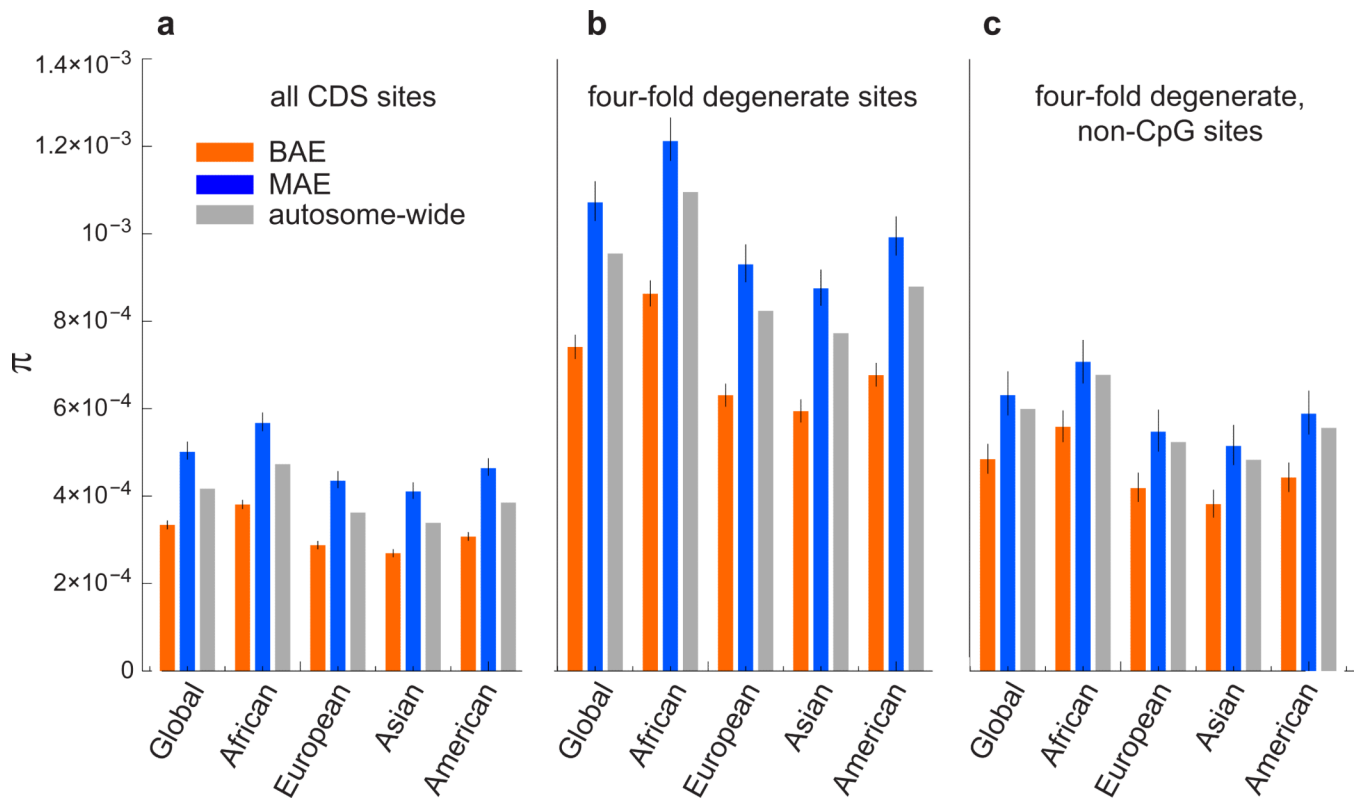 a
b
c
1.4×10⁻³
1.2×10⁻³
10⁻³
8×10⁻⁴
6×10⁻⁴
4×10⁻⁴
2×10⁻⁴
0
π
all CDS sites
BAE
MAE
autosome-wide
four-fold degenerate sites
four-fold degenerate,
non-CpG sites
Global
African
European
Asian
American
Global
African
European
Asian
American
Global
African
European
Asian
American